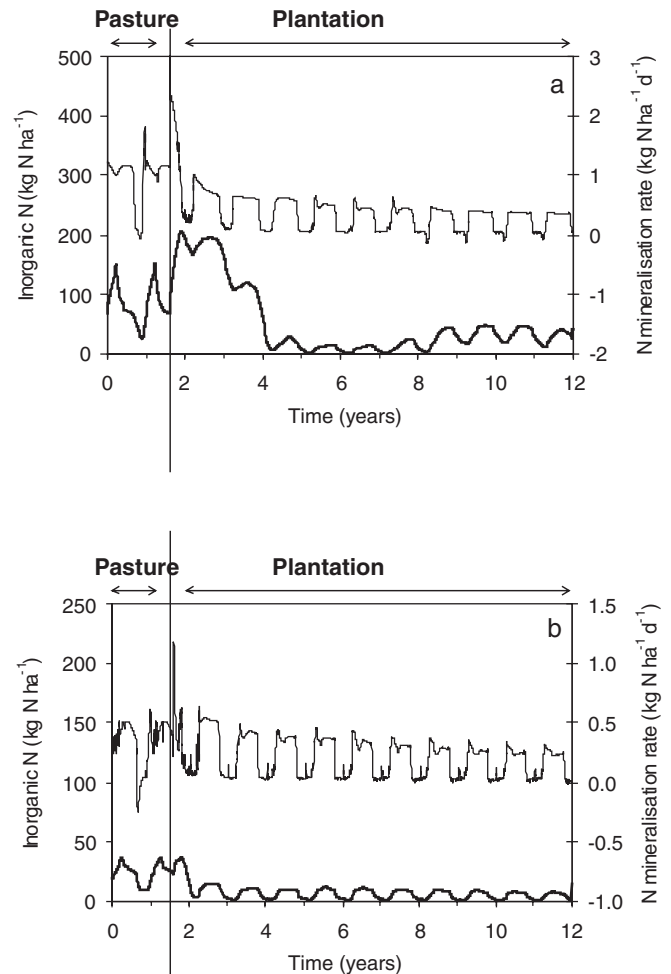 Pasture Plantation
a
500
400
300
200
100
0
Inorganic N (kg N ha⁻¹)
3
2
1
0
-1
-2
N mineralisation rate (kg N ha⁻¹ d⁻¹)
0 2 4 6 8 10 12
Time (years)
Pasture Plantation
b
250
200
150
100
50
0
Inorganic N (kg N ha⁻¹)
1.5
1.0
0.5
0.0
-0.5
-1.0
N mineralisation rate (kg N ha⁻¹ d⁻¹)
0 2 4 6 8 10 12
Time (years)